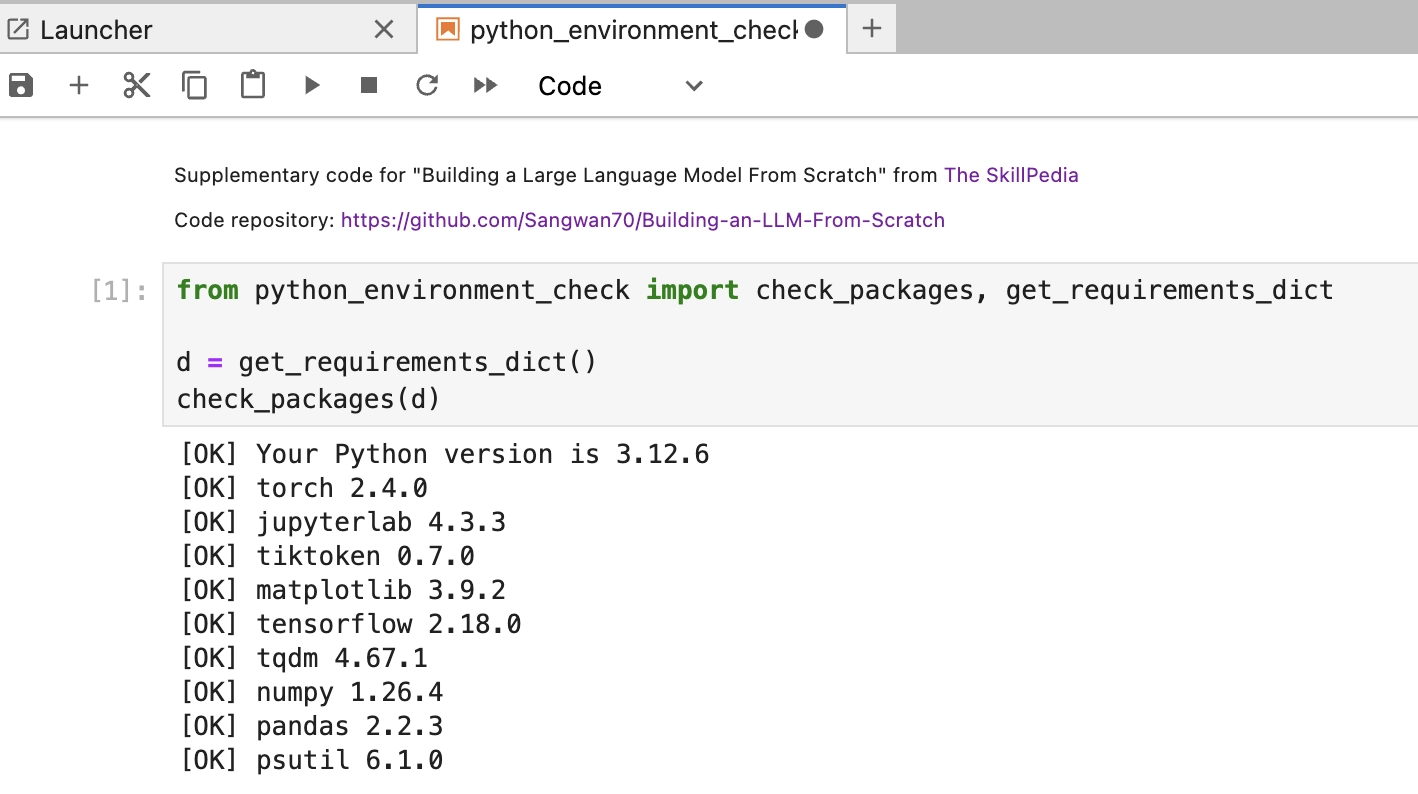 Launcher
python_environment_check
Code
Supplementary code for "Building a Large Language Model From Scratch" from The SkillPedia
Code repository: https://github.com/Sangwan70/Building-an-LLM-From-Scratch
[1]:
from python_environment_check import check_packages, get_requirements_dict
d = get_requirements_dict()
check_packages(d)
[OK] Your Python version is 3.12.6
[OK] torch 2.4.0
[OK] jupyterlab 4.3.3
[OK] tiktoken 0.7.0
[OK] matplotlib 3.9.2
[OK] tensorflow 2.18.0
[OK] tqdm 4.67.1
[OK] numpy 1.26.4
[OK] pandas 2.2.3
[OK] psutil 6.1.0